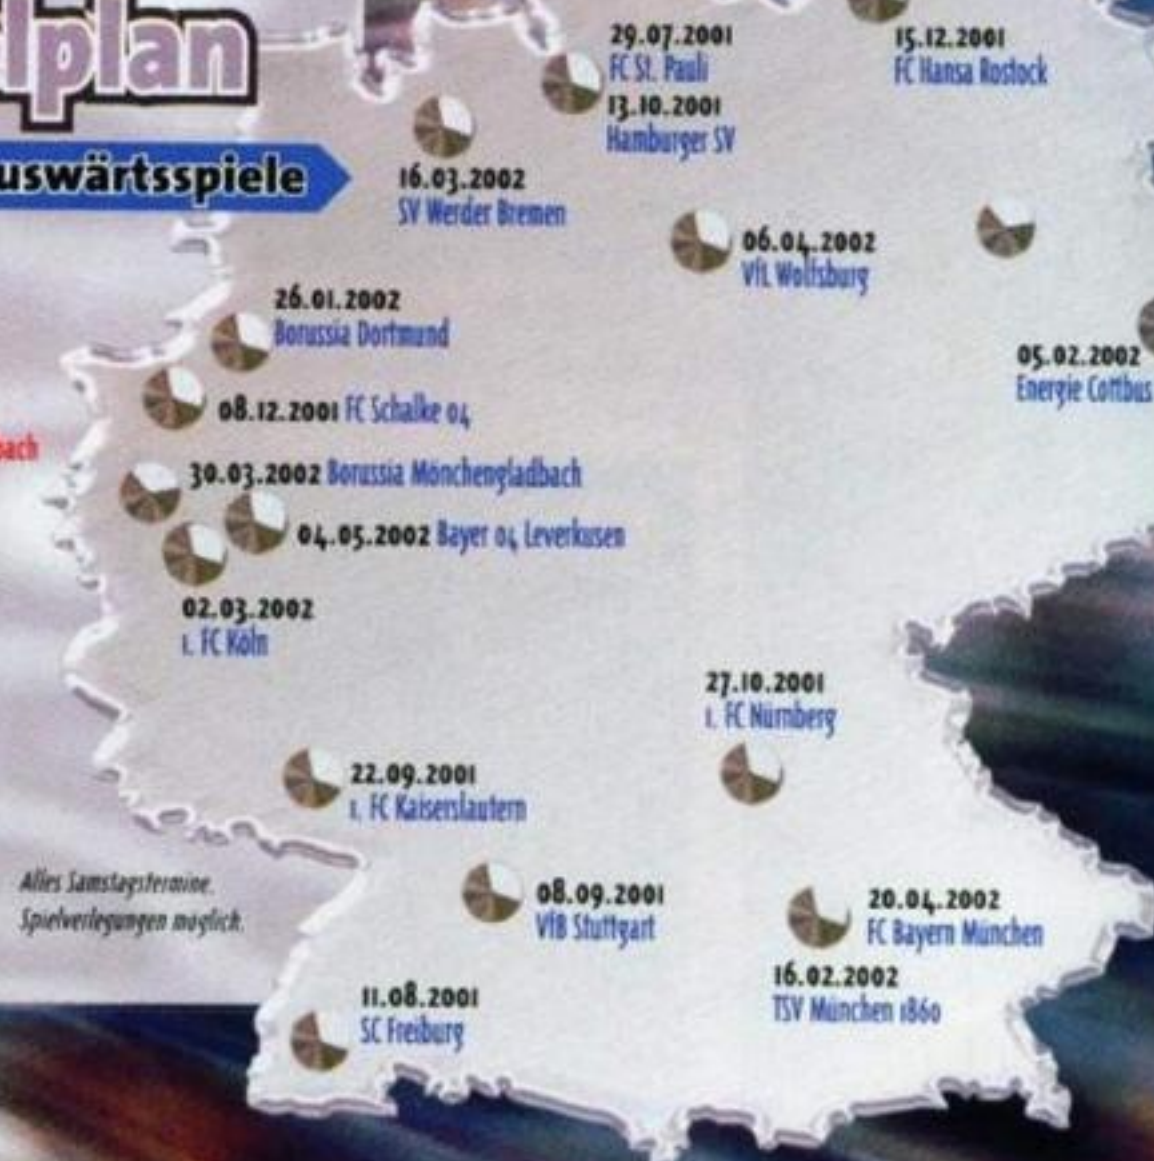 lplan
uswärtsspiele
29.07.2001
FC St. Pauli
13.10.2001
Hamburger SV
15.12.2001
FC Hansa Rostock
16.03.2002
SV Werder Bremen
06.04.2002
VfL Wolfsburg
26.01.2002
Borussia Dortmund
05.02.2002
Energie Cottbus
08.12.2001 FC Schalke 04
bach
30.03.2002 Borussia Mönchengladbach
04.05.2002 Bayer 04 Leverkusen
02.03.2002
1. FC Köln
27.10.2001
1. FC Nürnberg
22.09.2001
1. FC Kaiserslautern
Alles Samstagstermine.
Spielverlegungen möglich.
08.09.2001
VfB Stuttgart
20.04.2002
FC Bayern München
16.02.2002
TSV München 1860
11.08.2001
SC Freiburg